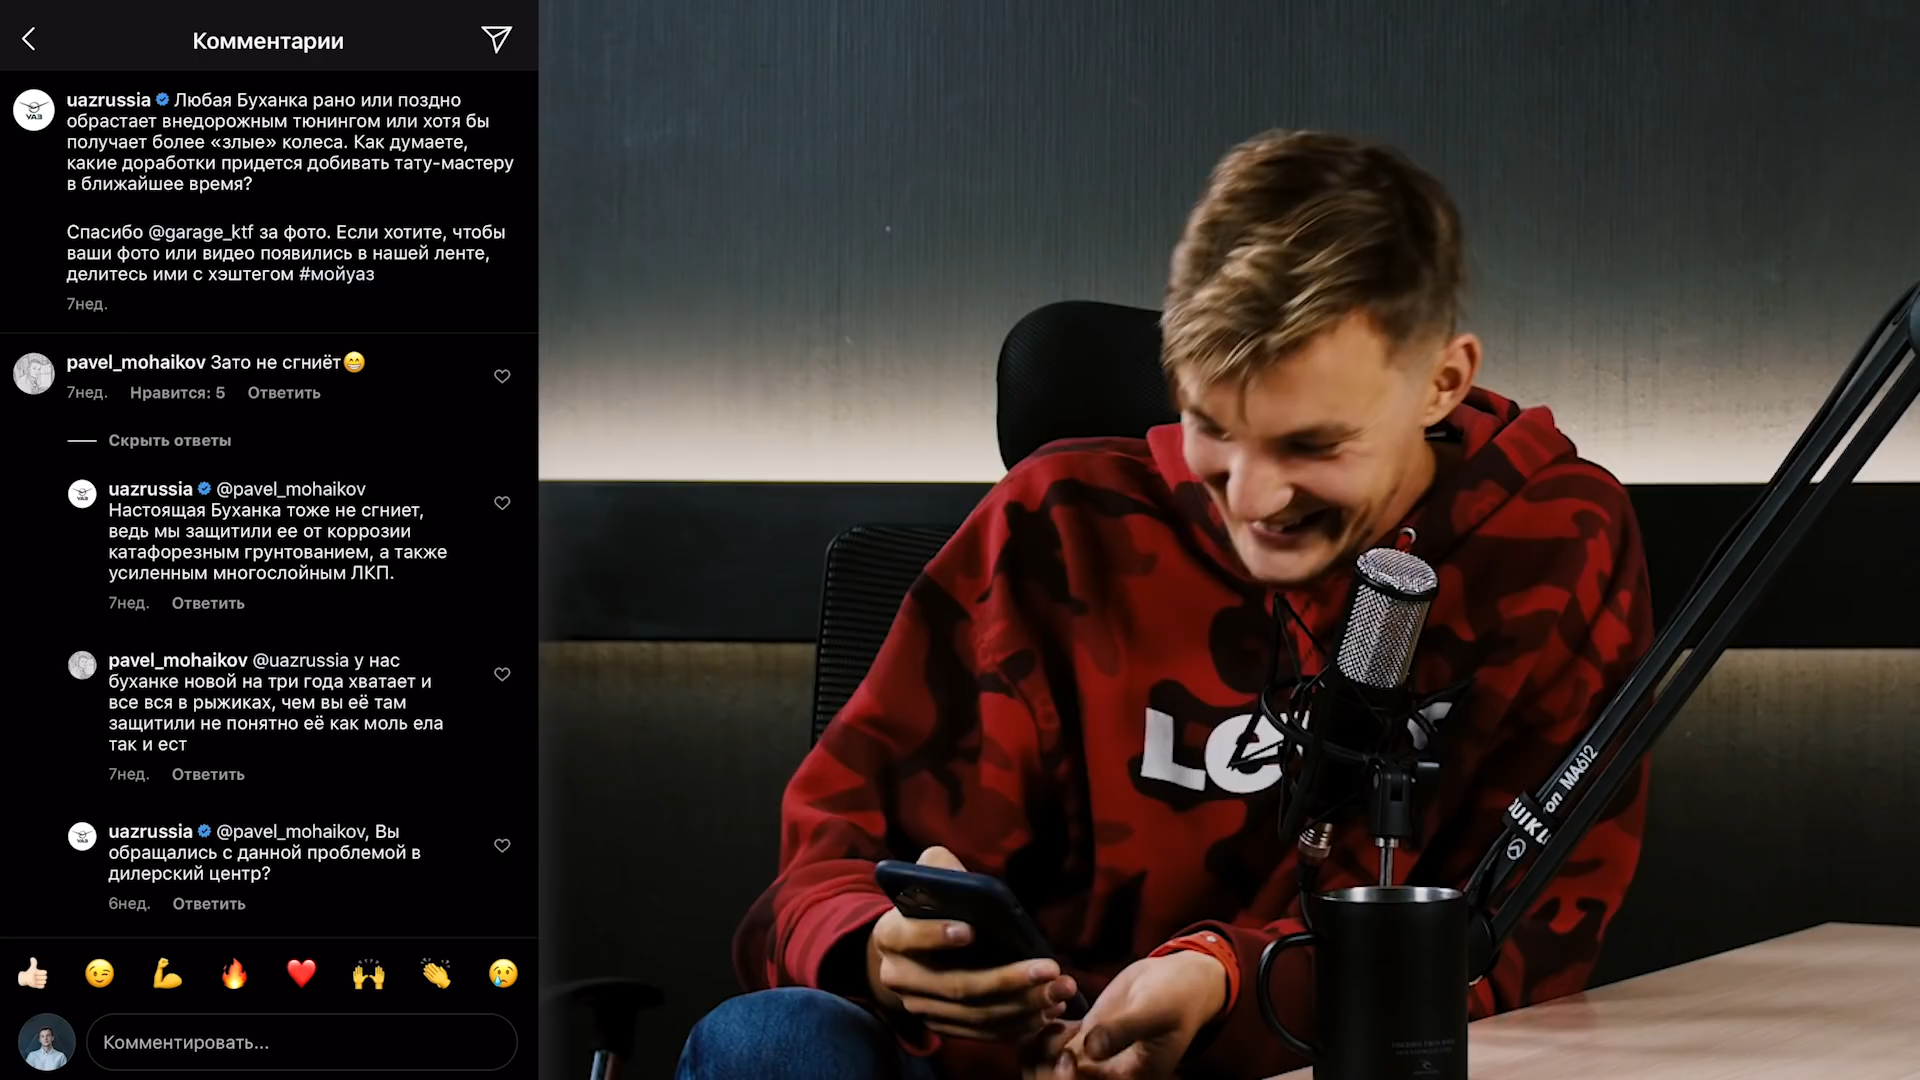 Комментарии
uazrussia Любая Буханка рано или поздно
обрастает внедорожным тюнингом или хотя бы
получает более «злые» колеса. Как думаете,
какие доработки придется добивать тату-мастеру
в ближайшее время?
Спасибо @garage_ktf за фото. Если хотите, чтобы
ваши фото или видео появились в нашей ленте,
делитесь ими с хэштегом #мойуаз
7нед.
pavel_mohaikov Зато не сгниёт😁
7нед. Нравится: 5 Ответить
Скрыть ответы
uazrussia @pavel_mohaikov
Настоящая Буханка тоже не сгниет,
ведь мы защитили ее от коррозии
катафорезным грунтованием, а также
усиленным многослойным ЛКП.
7нед. Ответить
pavel_mohaikov @uazrussia у нас
буханке новой на три года хватает и
все вся в рыжиках, чем вы её там
защитили не понятно её как моль ела
так и ест
7нед. Ответить
uazrussia @pavel_mohaikov, Вы
обращались с данной проблемой в
дилерский центр?
6нед. Ответить
Комментировать...
УАЗ
MA612